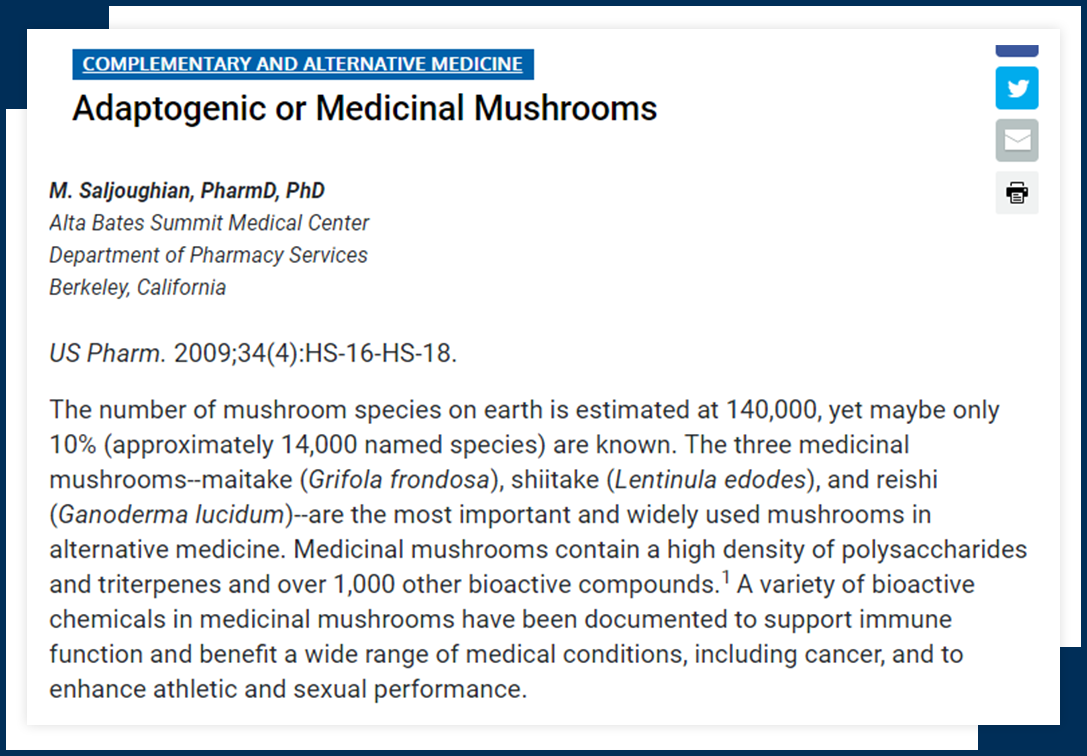 COMPLEMENTARY AND ALTERNATIVE MEDICINE
Adaptogenic or Medicinal Mushrooms
M. Saljoughian, PharmD, PhD
Alta Bates Summit Medical Center
Department of Pharmacy Services
Berkeley, California
US Pharm. 2009;34(4):HS-16-HS-18.
The number of mushroom species on earth is estimated at 140,000, yet maybe only
10% (approximately 14,000 named species) are known. The three medicinal
mushrooms--maitake (Grifola frondosa), shiitake (Lentinula edodes), and reishi
(Ganoderma lucidum)--are the most important and widely used mushrooms in
alternative medicine. Medicinal mushrooms contain a high density of polysaccharides
and triterpenes and over 1,000 other bioactive compounds.1 A variety of bioactive
chemicals in medicinal mushrooms have been documented to support immune
function and benefit a wide range of medical conditions, including cancer, and to
enhance athletic and sexual performance.